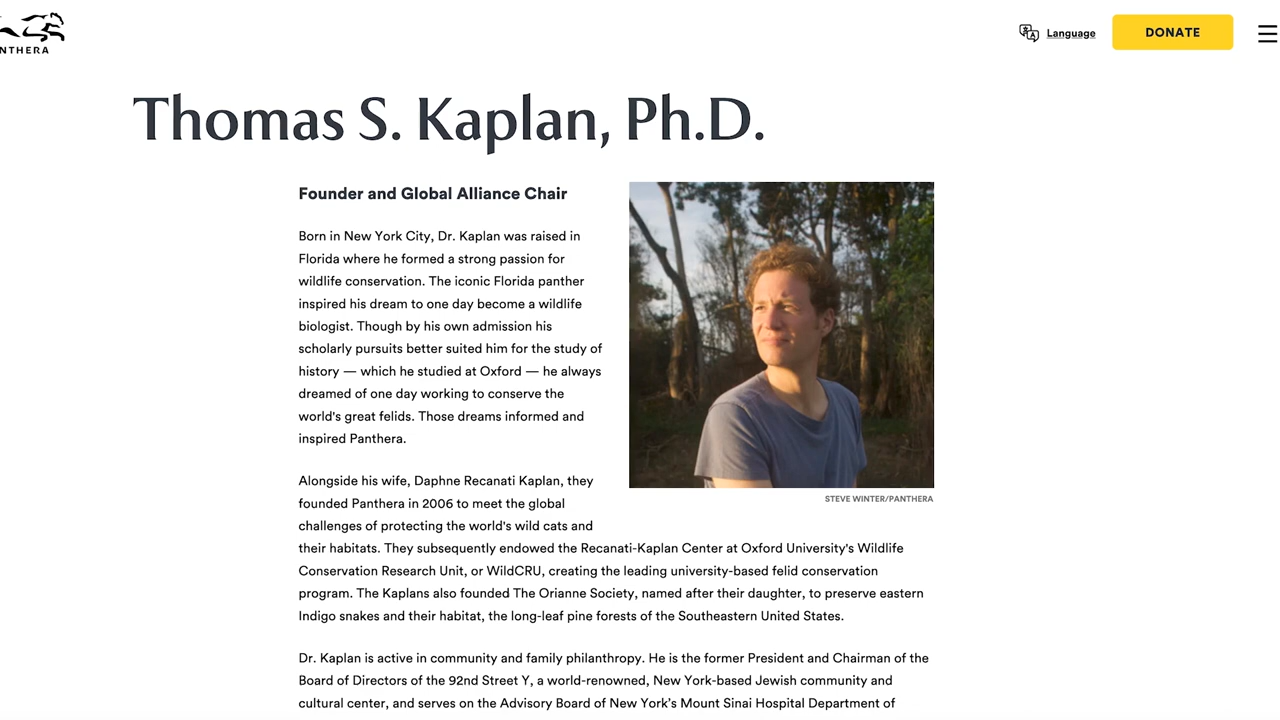 NTHERA
Language
DONATE
Thomas S. Kaplan, Ph.D.
Founder and Global Alliance Chair
Born in New York City, Dr. Kaplan was raised in
Florida where he formed a strong passion for
wildlife conservation. The iconic Florida panther
inspired his dream to one day become a wildlife
biologist. Though by his own admission his
scholarly pursuits better suited him for the study of
history — which he studied at Oxford — he always
dreamed of one day working to conserve the
world's great felids. Those dreams informed and
inspired Panthera.
STEVE WINTER/PANTHERA
Alongside his wife, Daphne Recanati Kaplan, they
founded Panthera in 2006 to meet the global
challenges of protecting the world's wild cats and
their habitats. They subsequently endowed the Recanati-Kaplan Center at Oxford University's Wildlife
Conservation Research Unit, or WildCRU, creating the leading university-based felid conservation
program. The Kaplans also founded The Orianne Society, named after their daughter, to preserve eastern
Indigo snakes and their habitat, the long-leaf pine forests of the Southeastern United States.
Dr. Kaplan is active in community and family philanthropy. He is the former President and Chairman of the
Board of Directors of the 92nd Street Y, a world-renowned, New York-based Jewish community and
cultural center, and serves on the Advisory Board of New York’s Mount Sinai Hospital Department of